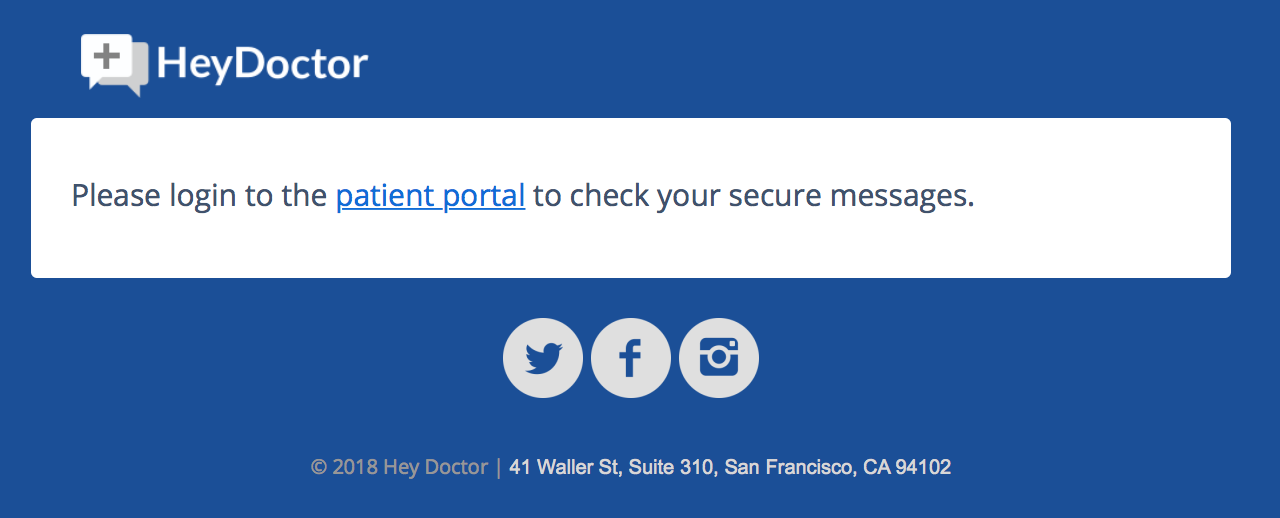 HeyDoctor
Please login to the patient portal to check your secure messages.
© 2018 Hey Doctor | 41 Waller St, Suite 310, San Francisco, CA 94102